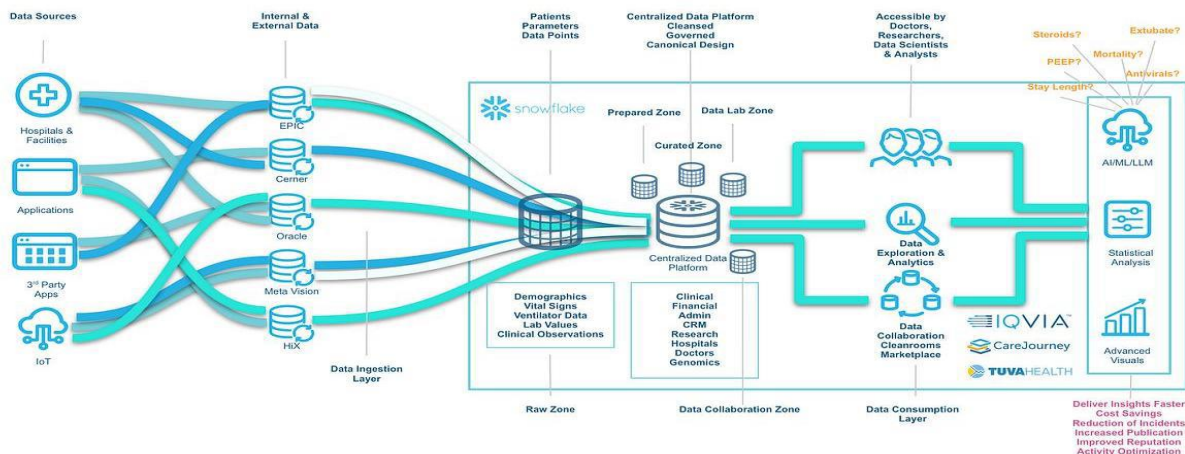 Data Sources
Internal &
External Data
Patients
Parameters
Data Points
Centralized Data Platform
Cleansed
Governed
Canonical Design
Accessible by
Doctors,
Researchers,
Data Scientists
& Analysts
Steroids?
Extubate?
Mortality?
PEEP?
Antivirals?
Stay Length?
Hospitals &
Facilities
Applications
3rd Party
Apps
IoT
EPIC
Cerner
Oracle
Meta Vision
HiX
Data Ingestion
Layer
snowflake
Prepared Zone
Data Lab Zone
Curated Zone
Centralized Data
Platform
Demographics
Vital Signs
Ventilator Data
Lab Values
Clinical Observations
Clinical
Financial
Admin
CRM
Research
Hospitals
Doctors
Genomics
Raw Zone
Data Collaboration Zone
Data
Exploration &
Analytics
Data
Collaboration
Cleanrooms
Marketplace
IQVIA™
CareJourney
TUVAHEALTH
Data Consumption
Layer
AI/ML/LLM
Statistical
Analysis
Advanced
Visuals
Deliver Insights Faster
Cost Savings
Reduction of Incidents
Increased Publication
Improved Reputation
Activity Optimization